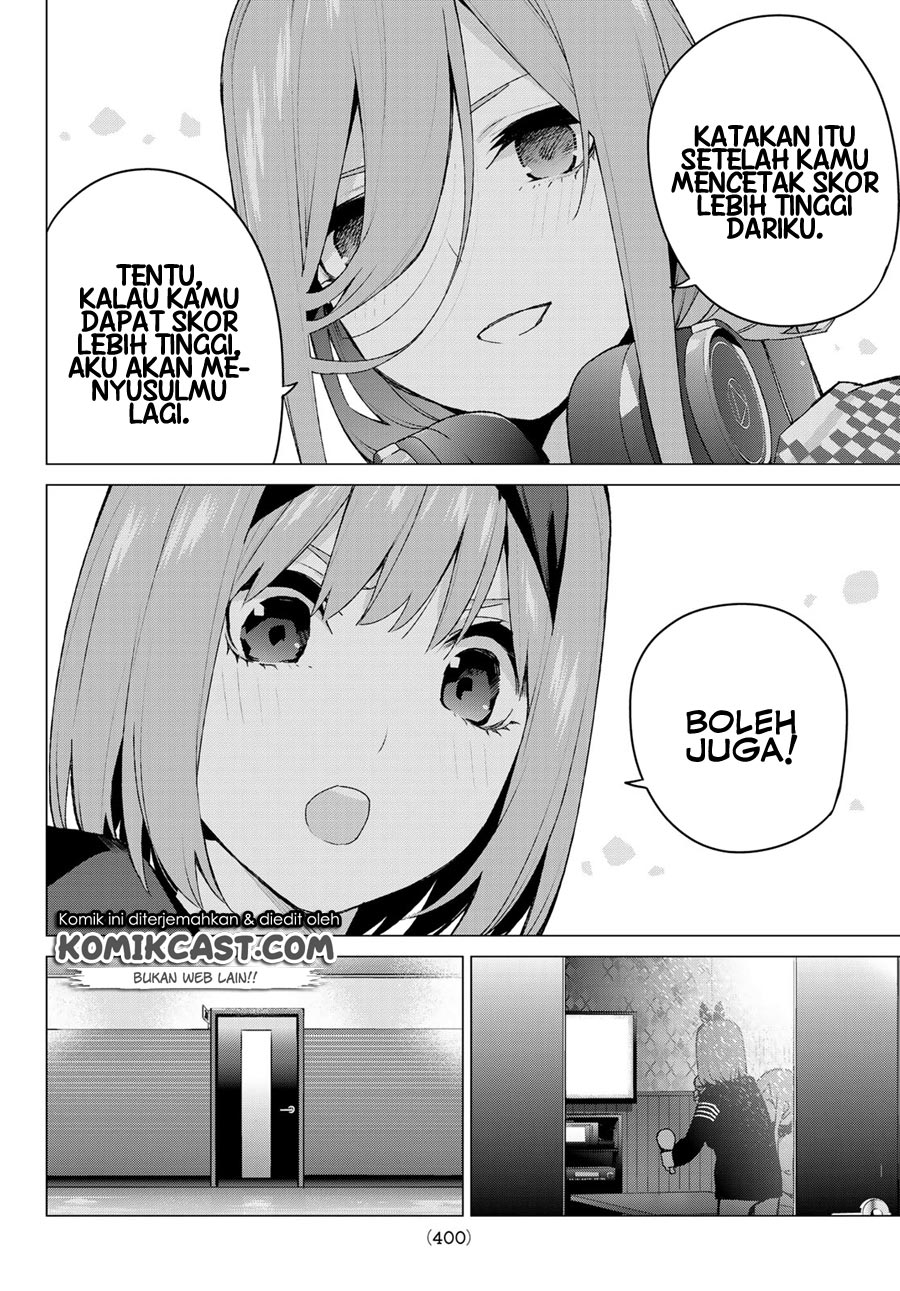 KATAKAN ITU
SETELAH KAMU
MENCETAK SKOR
LEBIH TINGGI
DARIKU.
TENTU,
KALAU KAMU
DAPAT SKOR
LEBIH TINGGI,
AKU AKAN ME-
NYUSULMU
LAGI.
BOLEH
JUGA!
Komik ini diterjemahkan & diedit oleh
KOMIKCAST.COM
BUKAN WEB LAIN!!
(400)